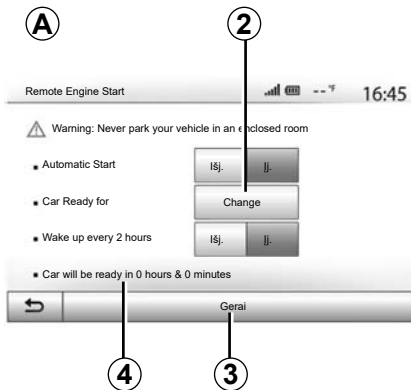 A
2
Remote Engine Start
-- °F
16:45
Warning: Never park your vehicle in an enclosed room
Automatic Start
Išj.
Įj.
Car Ready for
Change
Wake up every 2 hours
Išj.
Įj.
Car will be ready in 0 hours & 0 minutes
Gerai
4
3